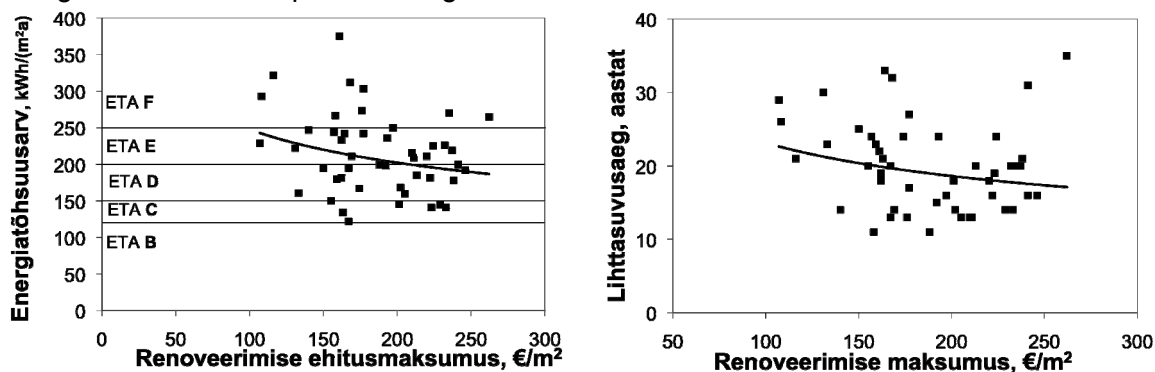 Energiatõhsuusarv, kWh/(m²a)
400
350
300
250
200
150
100
50
0
ETA F
ETA E
ETA D
ETA C
ETA B
0 50 100 150 200 250 300
Renoveerimise ehitusmaksumus, €/m²
Lihttasuvusaeg, aastat
40
30
20
10
0
50 100 150 200 250 300
Renoveerimise maksumus, €/m²